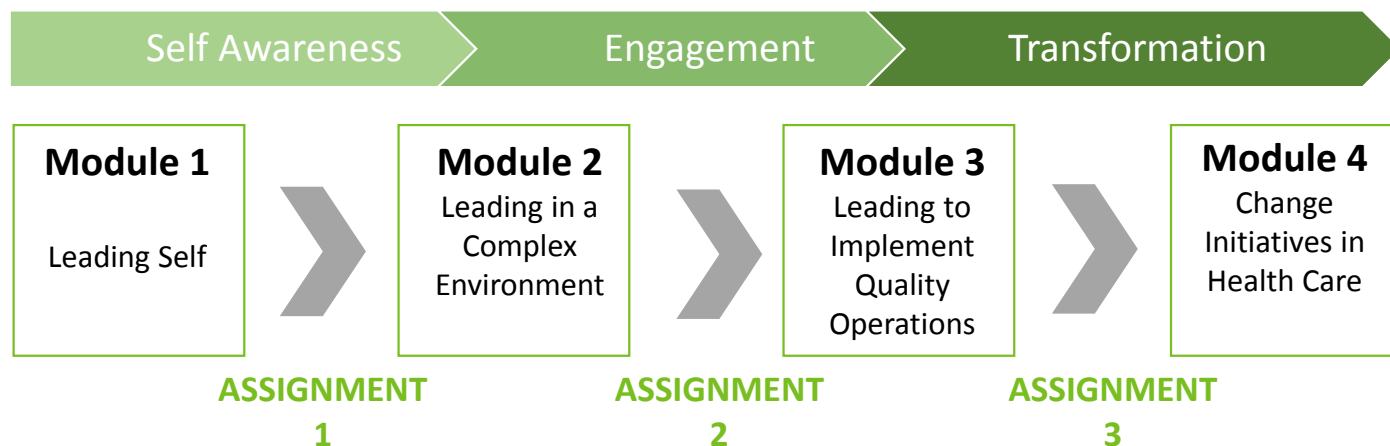 Self Awareness
Engagement
Transformation
Module 1
Leading Self
Module 2
Leading in a
Complex
Environment
Module 3
Leading to
Implement
Quality
Operations
Module 4
Change
Initiatives in
Health Care
ASSIGNMENT
1
ASSIGNMENT
2
ASSIGNMENT
3